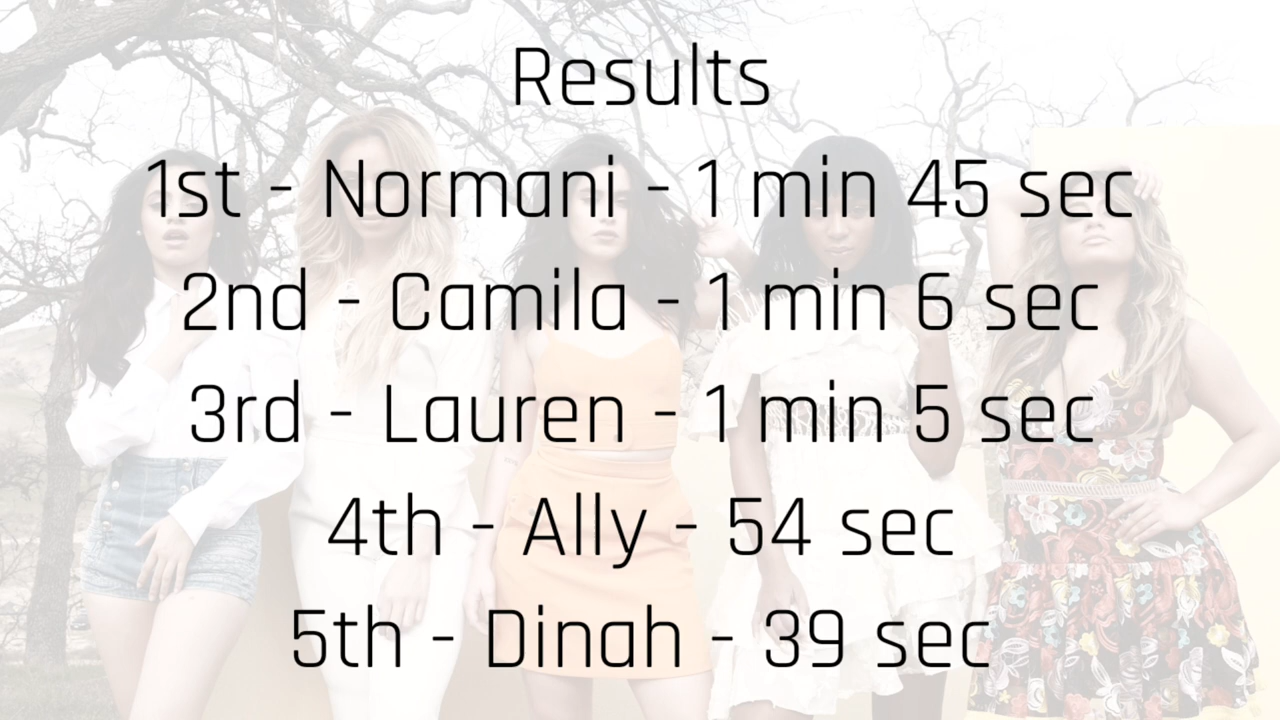 Results
1st - Normani - 1 min 45 sec
2nd - Camila - 1 min 6 sec
3rd - Lauren - 1 min 5 sec
4th - Ally - 54 sec
5th - Dinah - 39 sec